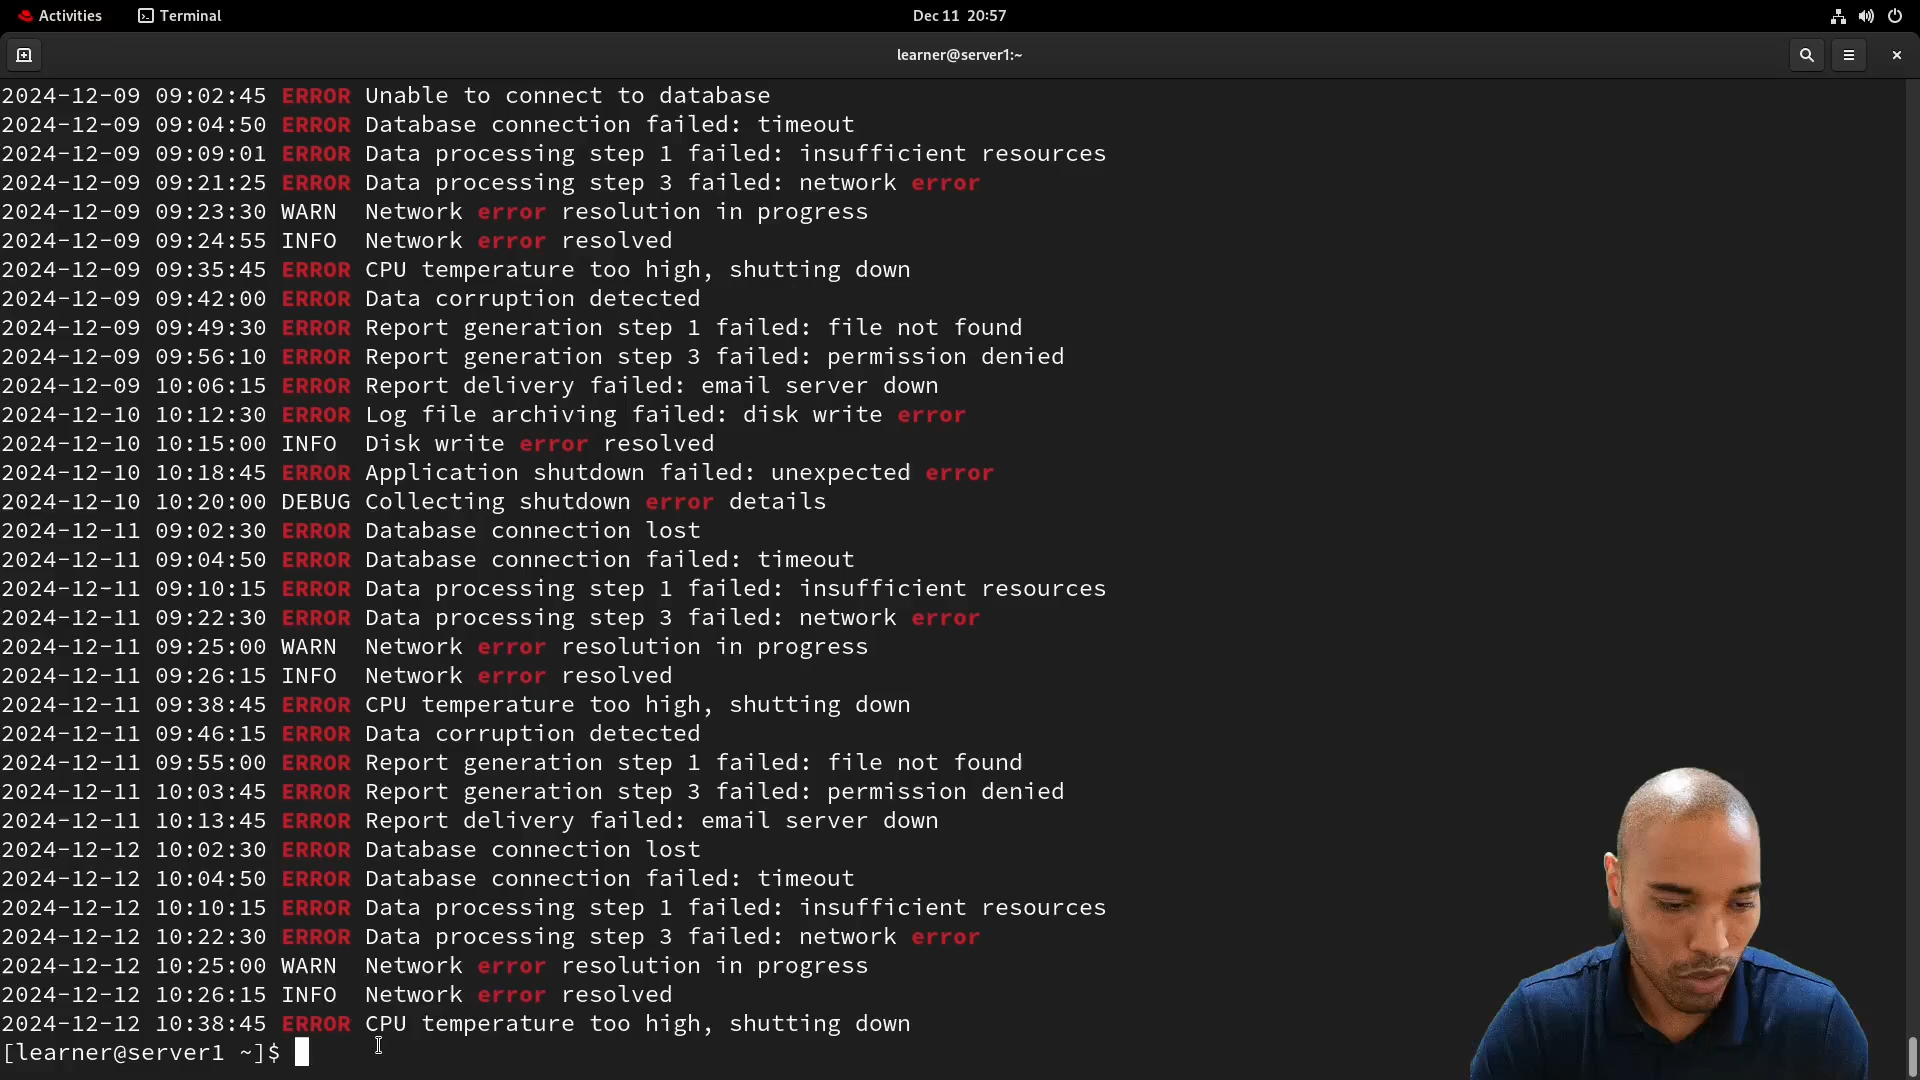 Activities
Terminal
Dec 11 20:57
learner@server1:~
2024-12-09 09:02:45 ERROR Unable to connect to database
2024-12-09 09:04:50 ERROR Database connection failed: timeout
2024-12-09 09:09:01 ERROR Data processing step 1 failed: insufficient resources
2024-12-09 09:21:25 ERROR Data processing step 3 failed: network error
2024-12-09 09:23:30 WARN  Network error resolution in progress
2024-12-09 09:24:55 INFO  Network error resolved
2024-12-09 09:35:45 ERROR CPU temperature too high, shutting down
2024-12-09 09:42:00 ERROR Data corruption detected
2024-12-09 09:49:30 ERROR Report generation step 1 failed: file not found
2024-12-09 09:56:10 ERROR Report generation step 3 failed: permission denied
2024-12-09 10:06:15 ERROR Report delivery failed: email server down
2024-12-10 10:12:30 ERROR Log file archiving failed: disk write error
2024-12-10 10:15:00 INFO  Disk write error resolved
2024-12-10 10:18:45 ERROR Application shutdown failed: unexpected error
2024-12-10 10:20:00 DEBUG Collecting shutdown error details
2024-12-11 09:02:30 ERROR Database connection lost
2024-12-11 09:04:50 ERROR Database connection failed: timeout
2024-12-11 09:10:15 ERROR Data processing step 1 failed: insufficient resources
2024-12-11 09:22:30 ERROR Data processing step 3 failed: network error
2024-12-11 09:25:00 WARN  Network error resolution in progress
2024-12-11 09:26:15 INFO  Network error resolved
2024-12-11 09:38:45 ERROR CPU temperature too high, shutting down
2024-12-11 09:46:15 ERROR Data corruption detected
2024-12-11 09:55:00 ERROR Report generation step 1 failed: file not found
2024-12-11 10:03:45 ERROR Report generation step 3 failed: permission denied
2024-12-11 10:13:45 ERROR Report delivery failed: email server down
2024-12-12 10:02:30 ERROR Database connection lost
2024-12-12 10:04:50 ERROR Database connection failed: timeout
2024-12-12 10:10:15 ERROR Data processing step 1 failed: insufficient resources
2024-12-12 10:22:30 ERROR Data processing step 3 failed: network error
2024-12-12 10:25:00 WARN  Network error resolution in progress
2024-12-12 10:26:15 INFO  Network error resolved
2024-12-12 10:38:45 ERROR CPU temperature too high, shutting down
[learner@server1 ~]$